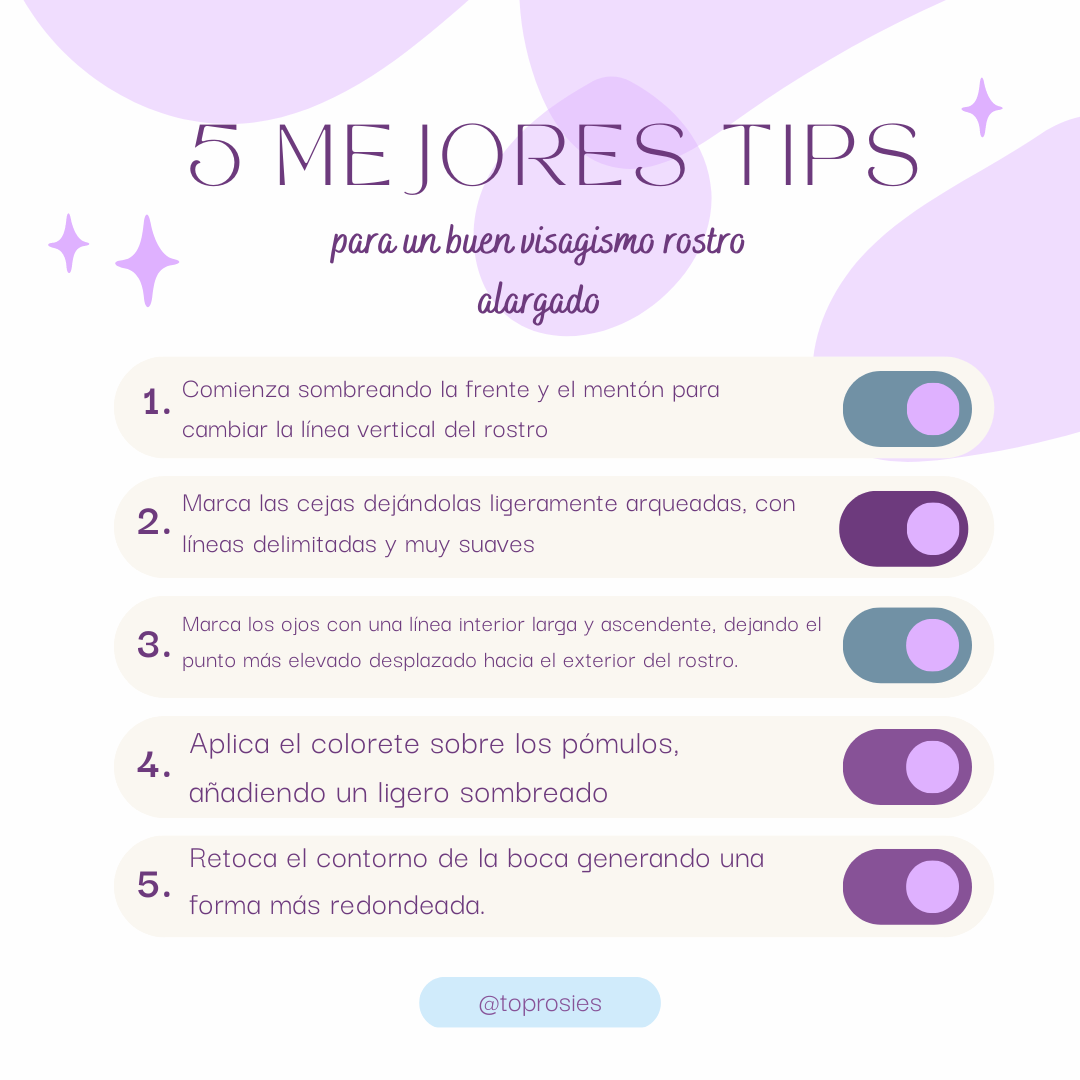 5 MEJORES TIPS
para un buen visagismo rostro
alargado
1. Comienza sombreando la frente y el mentón para
cambiar la línea vertical del rostro
2. Marca las cejas dejándolas ligeramente arqueadas, con
líneas delimitadas y muy suaves
3. Marca los ojos con una línea interior larga y ascendente, dejando el
punto más elevado desplazado hacia el exterior del rostro.
4. Aplica el colorete sobre los pómulos,
añadiendo un ligero sombreado
5. Retoca el contorno de la boca generando una
forma más redondeada.
@toprosies